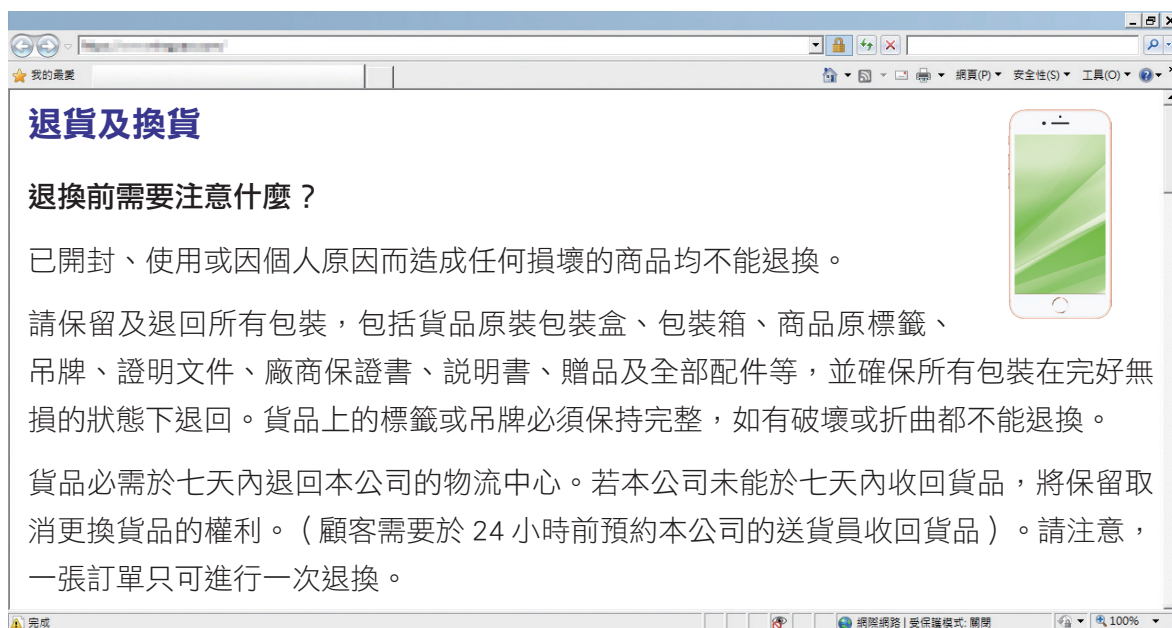 我的最愛
網頁(P)
安全性(S)
工具(O)
退貨及換貨
退換前需要注意什麼？
已開封、使用或因個人原因而造成任何損壞的商品均不能退換。
請保留及退回所有包裝，包括貨品原裝包裝盒、包裝箱、商品原標籤、
吊牌、證明文件、廠商保證書、説明書、贈品及全部配件等，並確保所有包裝在完好無
損的狀態下退回。貨品上的標籤或吊牌必須保持完整，如有破壞或折曲都不能退換。
貨品必需於七天內退回本公司的物流中心。若本公司未能於七天內收回貨品，將保留取
消更換貨品的權利。（顧客需要於 24 小時前預約本公司的送貨員收回貨品）。請注意，
一張訂單只可進行一次退換。
完成
網際網路 | 受保護模式: 關閉
100%